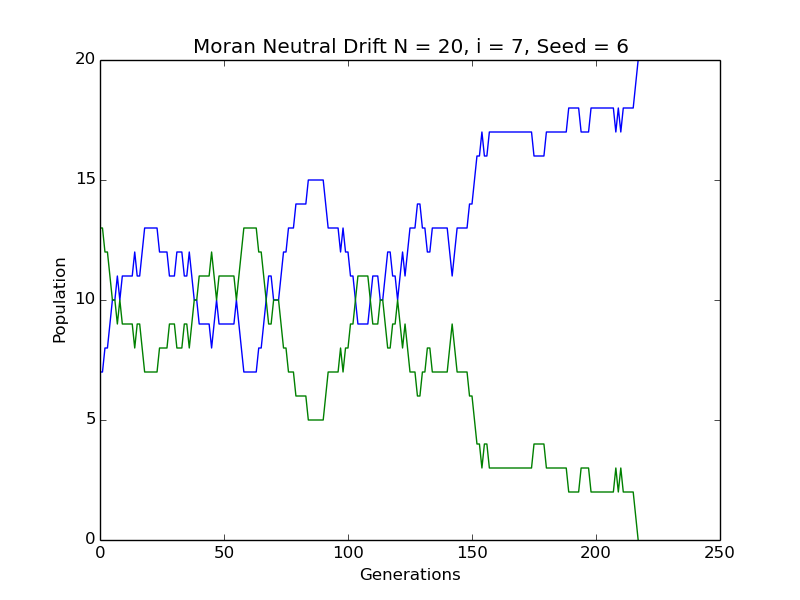 Moran Neutral Drift N = 20, i = 7, Seed = 6
20
15
10
5
0
Population
0 50 100 150 200 250
Generations